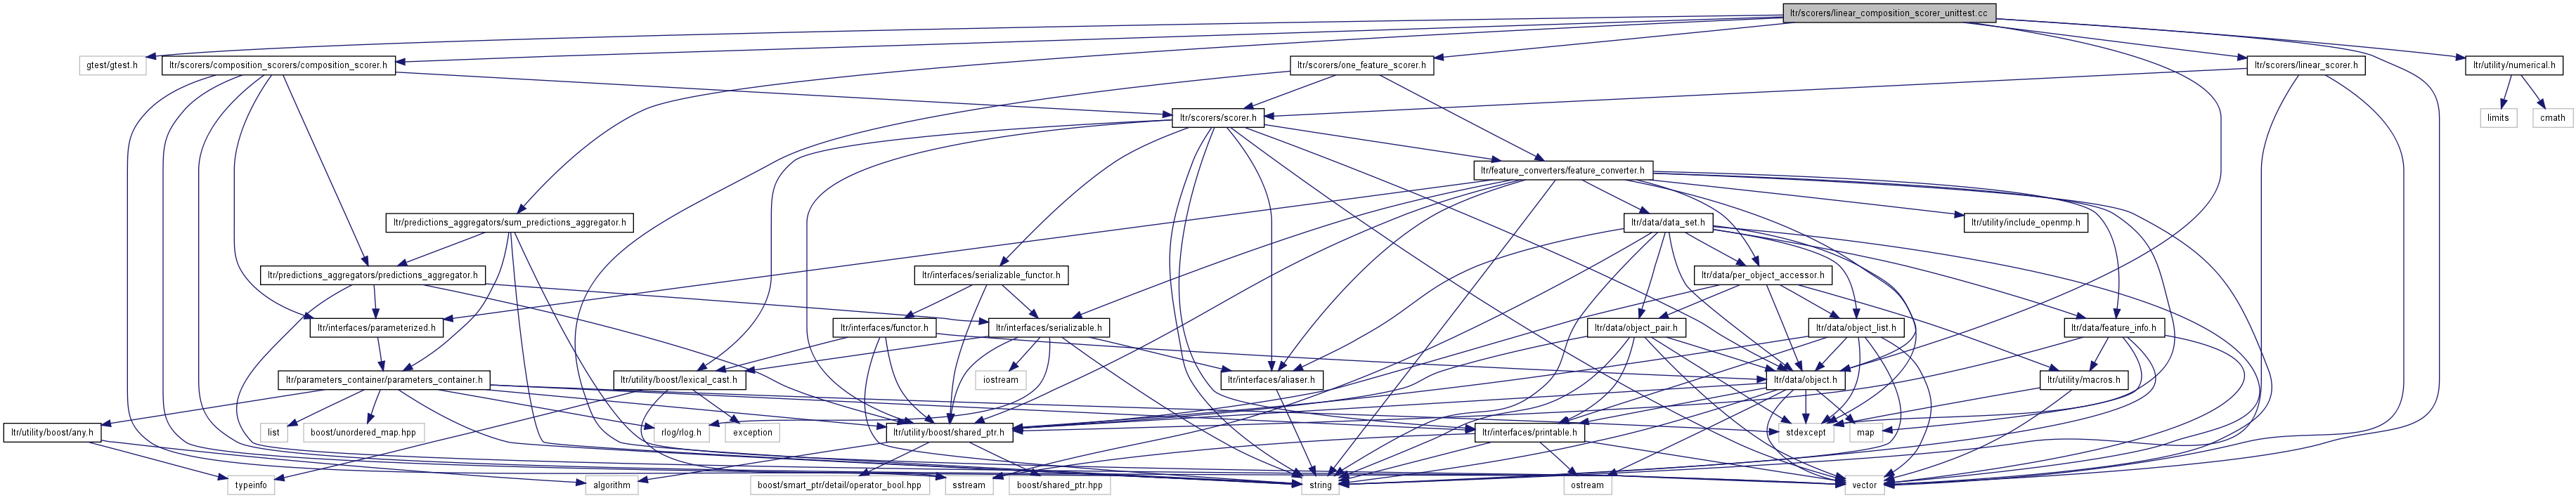 ltr/scorers/linear_composition_scorer_unittest.cc
gtest/gtest.h
ltr/scorers/composition_scorers/composition_scorer.h
ltr/scorers/one_feature_scorer.h
ltr/scorers/linear_scorer.h
ltr/utility/numerical.h
ltr/scorers/scorer.h
limits
cmath
ltr/feature_converters/feature_converter.h
ltr/predictions_aggregators/sum_predictions_aggregator.h
ltr/data/data_set.h
ltr/utility/include_openmp.h
ltr/predictions_aggregators/predictions_aggregator.h
ltr/interfaces/serializable_functor.h
ltr/data/per_object_accessor.h
ltr/interfaces/parameterized.h
ltr/interfaces/functor.h
ltr/interfaces/serializable.h
ltr/data/object_pair.h
ltr/data/object_list.h
ltr/data/feature_info.h
ltr/parameters_container/parameters_container.h
ltr/utility/boost/lexical_cast.h
iostream
ltr/interfaces/aliaser.h
ltr/data/object.h
ltr/utility/macros.h
ltr/utility/boost/any.h
list
boost/unordered_map.hpp
rlog/rlog.h
exception
ltr/utility/boost/shared_ptr.h
ltr/interfaces/printable.h
stdexcept
map
typeinfo
algorithm
boost/smart_ptr/detail/operator_bool.hpp
sstream
boost/shared_ptr.hpp
string
ostream
vector